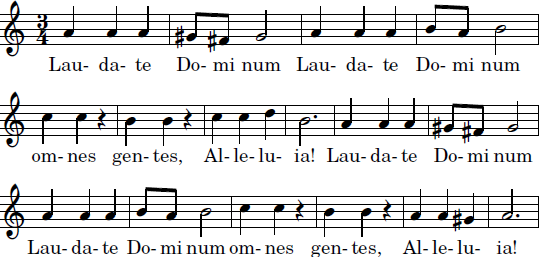 3
4
Lau- da- te Do- mi num Lau- da- te Do- mi num
om- nes gen- tes, Al- le- lu- ia! Lau- da- te Do- mi num
Lau- da- te Do- mi num om- nes gen- tes, Al- le- lu- ia!